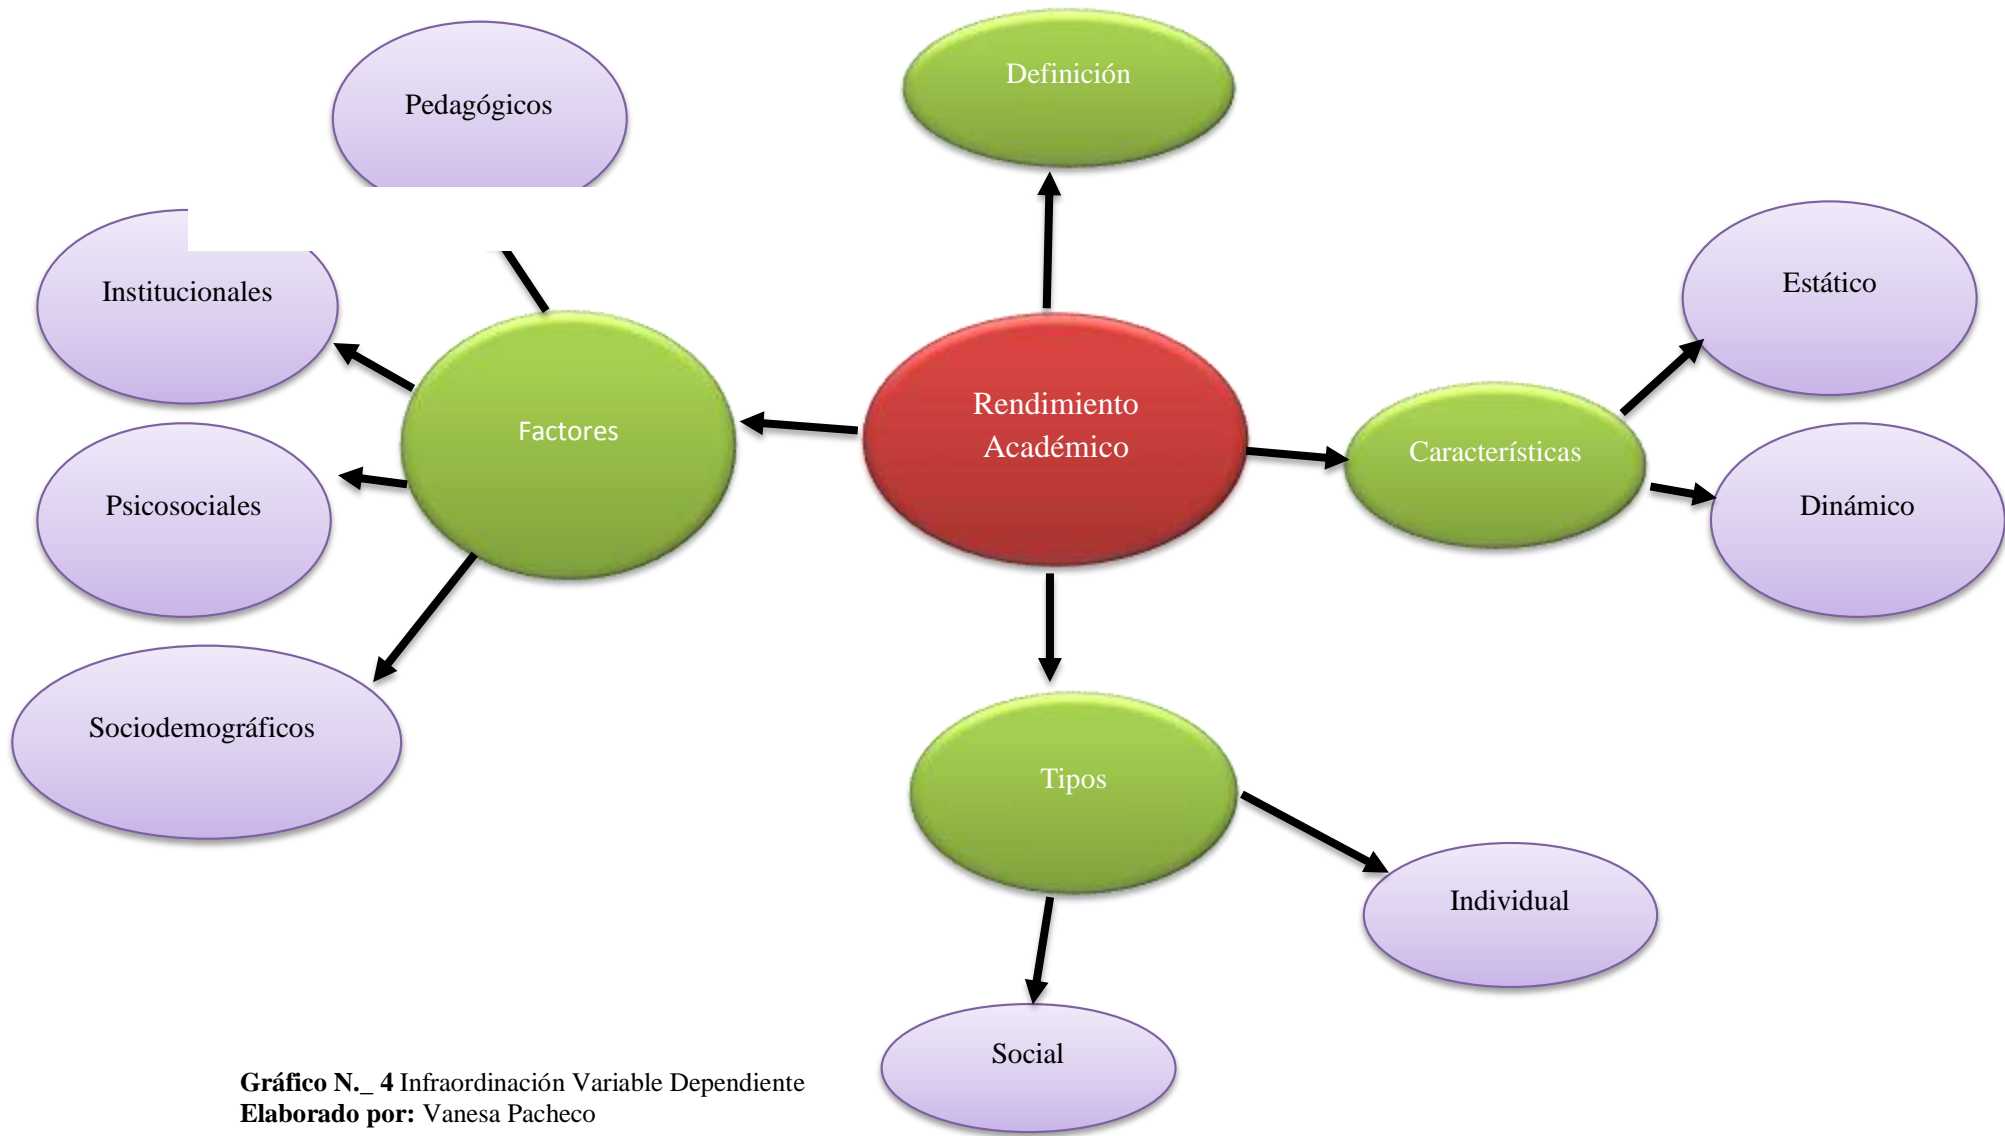 Pedagógicos
Definición
Institucionales
Estático
Factores
Rendimiento
Académico
Característícas
Psicosociales
Dinámico
Sociodemográficos
Tipos
Individual
Social
Gráfico N._ 4 Infraordinación Variable Dependiente
Elaborado por: Vanesa Pacheco